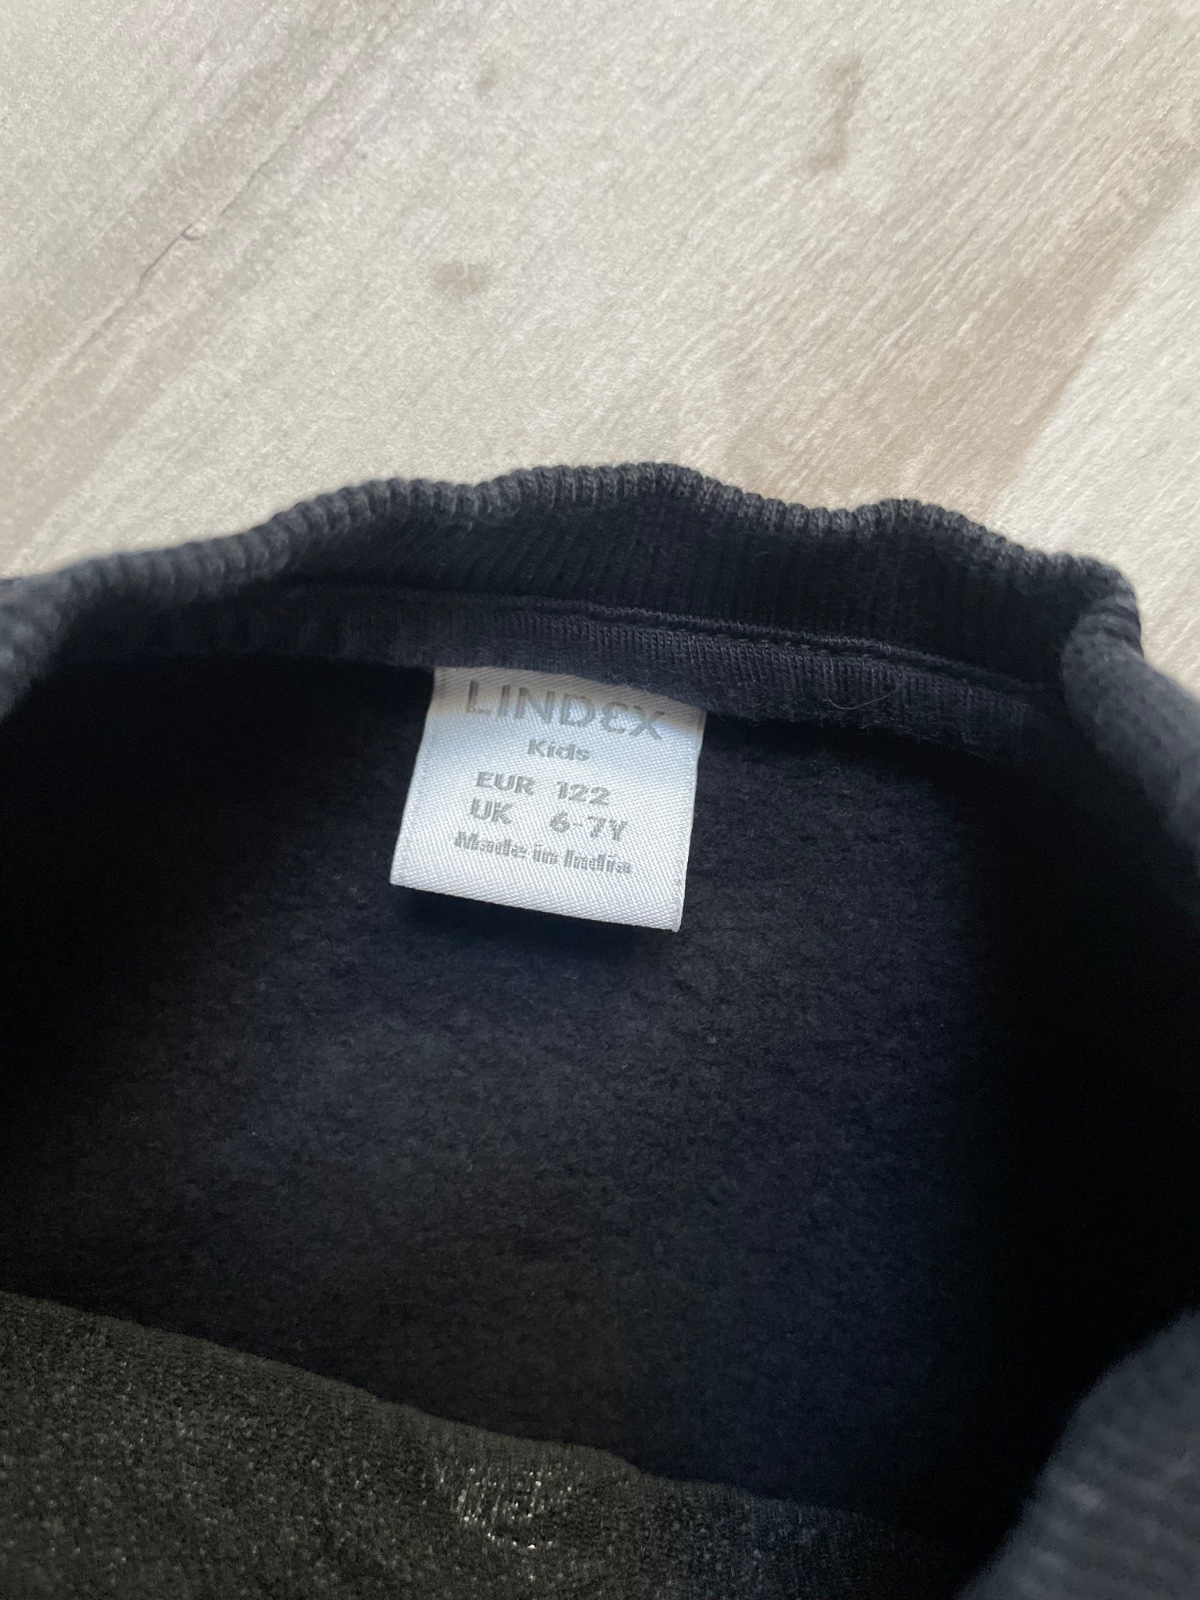 LINDEX
Kids
EUR 122
UK 6-7Y
Made in India